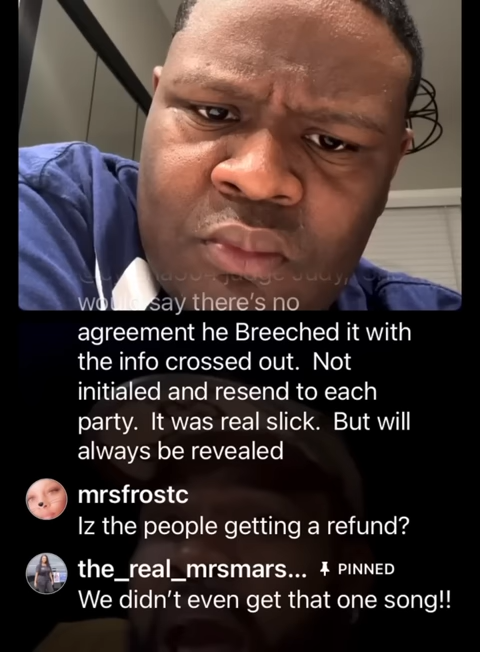 would say there's no
agreement he Breeched it with
the info crossed out.  Not
initialed and resend to each
party.  It was real slick.  But will
always be revealed
mrsfrostc
Iz the people getting a refund?
the_real_mrsmars... PINNED
We didn't even get that one song!!